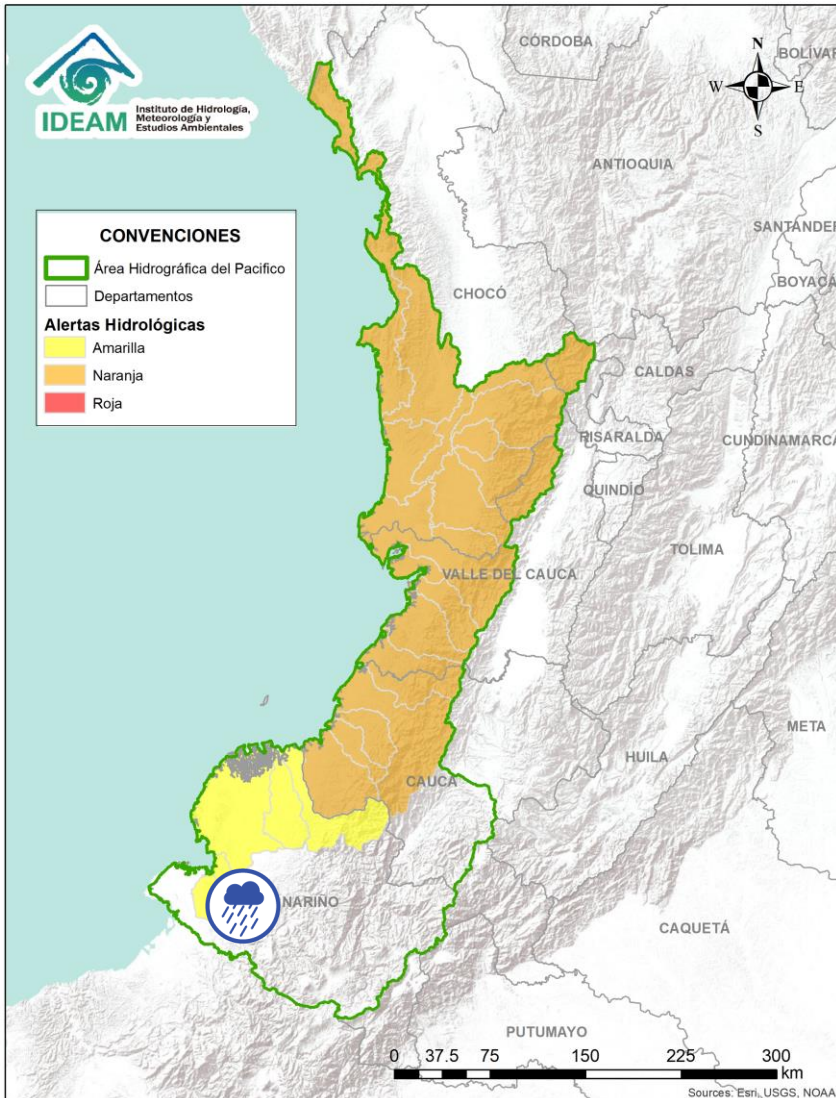 IDEAM
Instituto de Hidrología,
Meteorología y
Estudios Ambientales
CÓRDOBA
BOLÍVAR
N
W
E
S
ANTIOQUIA
SANTANDER
BOYACÁ
CONVENCIONES
Área Hidrográfica del Pacifico
Departamentos
Alertas Hidrológicas
Amarilla
Naranja
Roja
CHOCÓ
CALDAS
RISARALDA
CUNDINAMARCA
QUINDÍO
TOLIMA
VALLE DEL CAUCA
META
HUILA
CAUCA
NARIÑO
CAQUETÁ
PUTUMAYO
0 37.5 75 150 225 300
km
Sources: Esri, USGS, NOAA